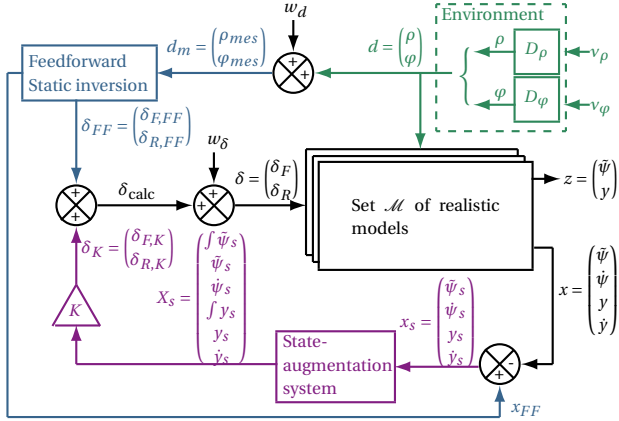 w_d
Environment
d_m = (ρ_mes
φ_mes)
d = (ρ
φ)
ρ
D_ρ
ν_ρ
φ
D_φ
ν_φ
Feedforward
Static inversion
+
+
δ_FF = (δ_F,FF
δ_R,FF)
w_δ
δ_calc
δ = (δ_F
δ_R)
+
+
+
+
Set ℳ of realistic
models
z = (ψ̃
y)
δ_K = (δ_F,K
δ_R,K)
X_s = (∫ψ̃_s
ψ̃_s
ψ̇_s
∫y_s
y_s
ẏ_s)
x = (ψ̃
ψ̇
y
ẏ)
K
x_s = (ψ̃_s
ψ̇_s
y_s
ẏ_s)
State-
augmentation
system
-
+
x_FF